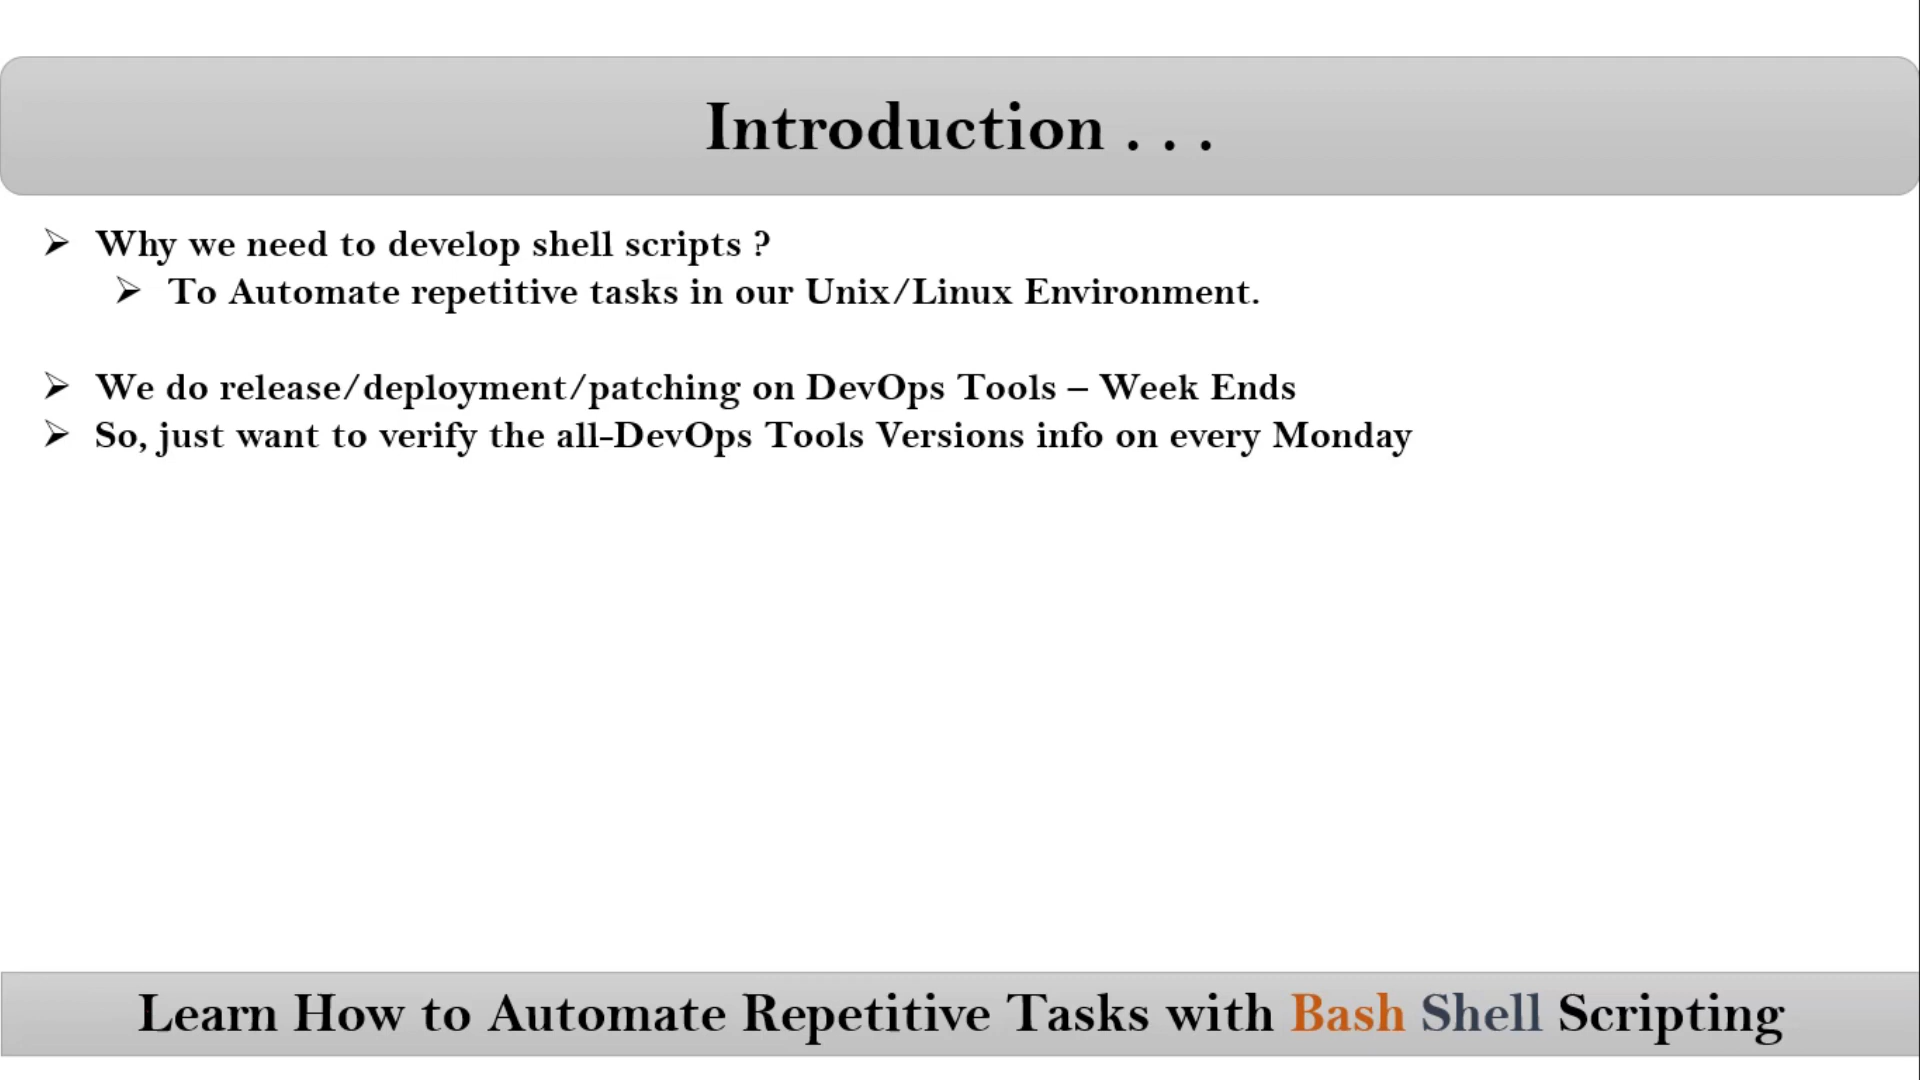 Introduction . . .
➢ Why we need to develop shell scripts ?
➢ To Automate repetitive tasks in our Unix/Linux Environment.
➢ We do release/deployment/patching on DevOps Tools – Week Ends
➢ So, just want to verify the all-DevOps Tools Versions info on every Monday
Learn How to Automate Repetitive Tasks with Bash Shell Scripting